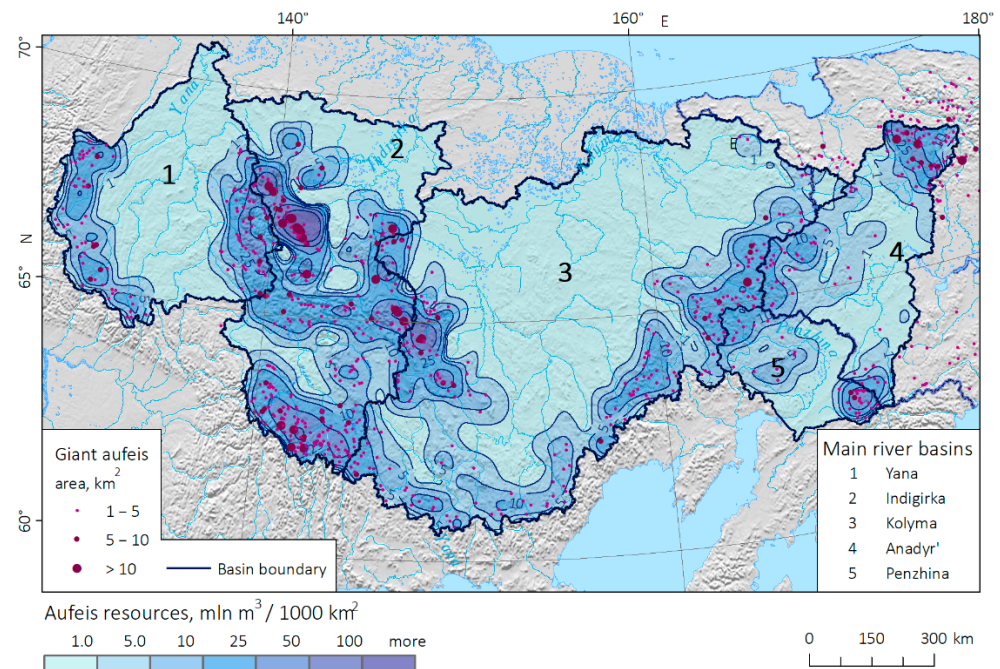 140°
160°
E
180°
70°
N
65°
60°
Yana
1
2
3
E
4
5
Giant aufeis
area, km²
1 – 5
5 – 10
> 10
Basin boundary
Main river basins
1 Yana
2 Indigirka
3 Kolyma
4 Anadyr'
5 Penzhina
Aufeis resources, mln m³ / 1000 km²
1.0 5.0 10 25 50 100 more
0 150 300 km